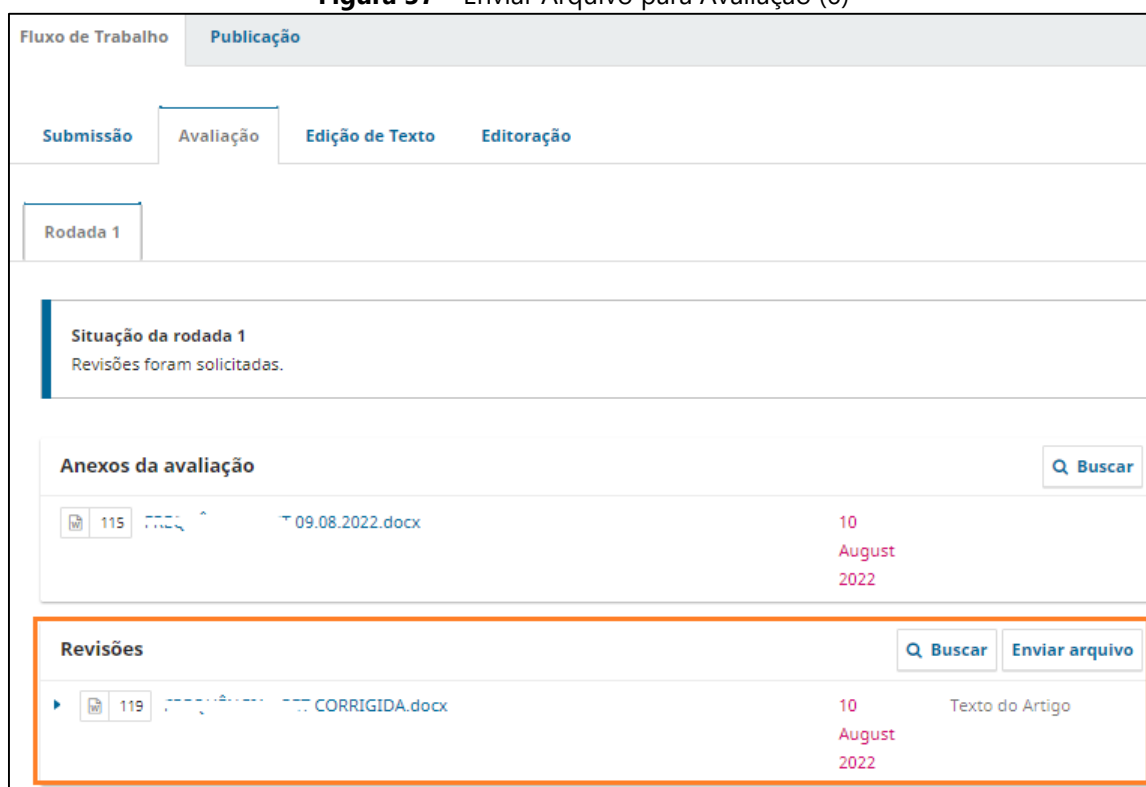 Figura 37 – Enviar Arquivo para Avaliação (6)
Fluxo de Trabalho Publicação
Submissão Avaliação Edição de Texto Editoração
Rodada 1
Situação da rodada 1
Revisões foram solicitadas.
Anexos da avaliação Buscar
115 09.08.2022.docx 10
August
2022
Revisões Buscar Enviar arquivo
119 CORRIGIDA.docx 10 Texto do Artigo
August
2022